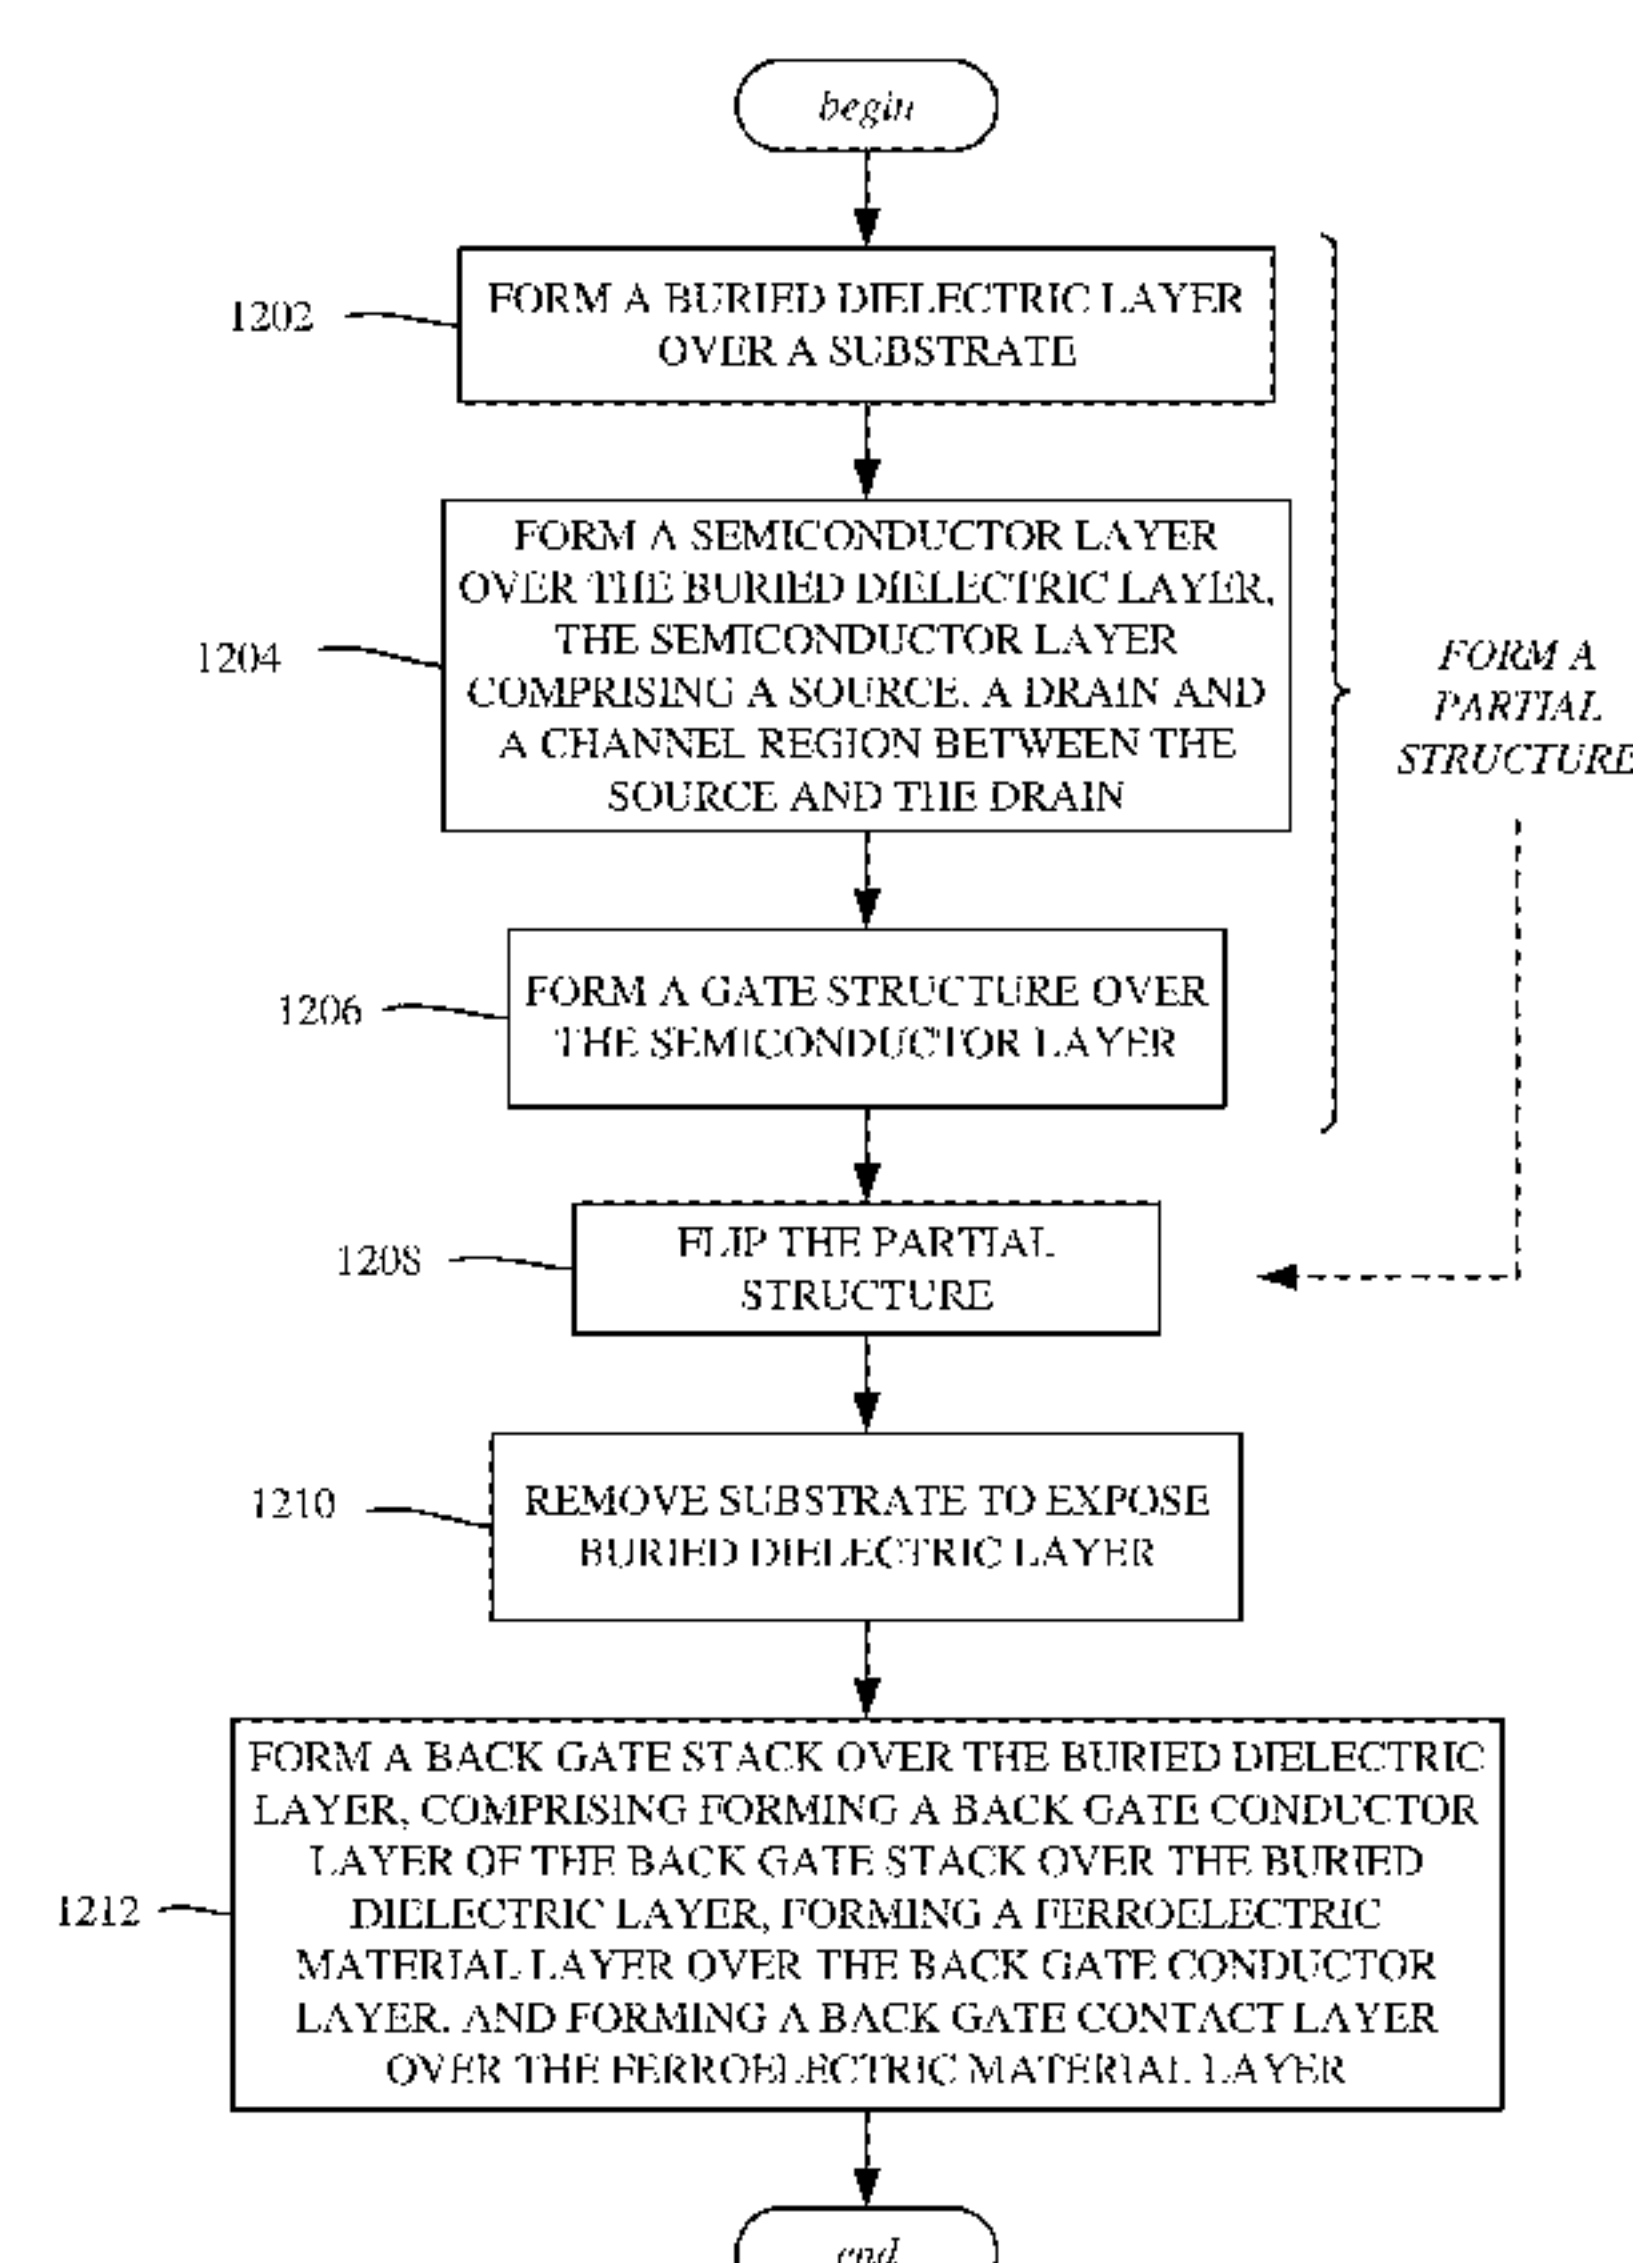 begin
1202
FORM A BURIED DIELECTRIC LAYER
OVER A SUBSTRATE
1204
FORM A SEMICONDUCTOR LAYER
OVER THE BURIED DIELECTRIC LAYER,
THE SEMICONDUCTOR LAYER
COMPRISING A SOURCE, A DRAIN AND
A CHANNEL REGION BETWEEN THE
SOURCE AND THE DRAIN
FORM A
PARTIAL
STRUCTURE
1206
FORM A GATE STRUCTURE OVER
THE SEMICONDUCTOR LAYER
1208
FLIP THE PARTIAL
STRUCTURE
1210
REMOVE SUBSTRATE TO EXPOSE
BURIED DIELECTRIC LAYER
1212
FORM A BACK GATE STACK OVER THE BURIED DIELECTRIC
LAYER, COMPRISING FORMING A BACK GATE CONDUCTOR
LAYER OF THE BACK GATE STACK OVER THE BURIED
DIELECTRIC LAYER, FORMING A FERROELECTRIC
MATERIAL LAYER OVER THE BACK GATE CONDUCTOR
LAYER, AND FORMING A BACK GATE CONTACT LAYER
OVER THE FERROELECTRIC MATERIAL LAYER
end